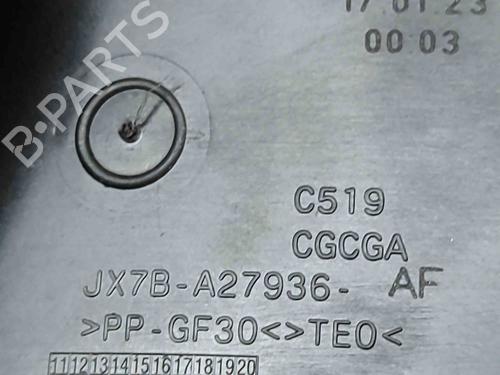 17.01.23
00 03
B-PARTS
C519
CGCGA
JX7B-A27936- AF
>PP-GF30<>TEO<
11 12 13 14 15 16 17 18 19 20